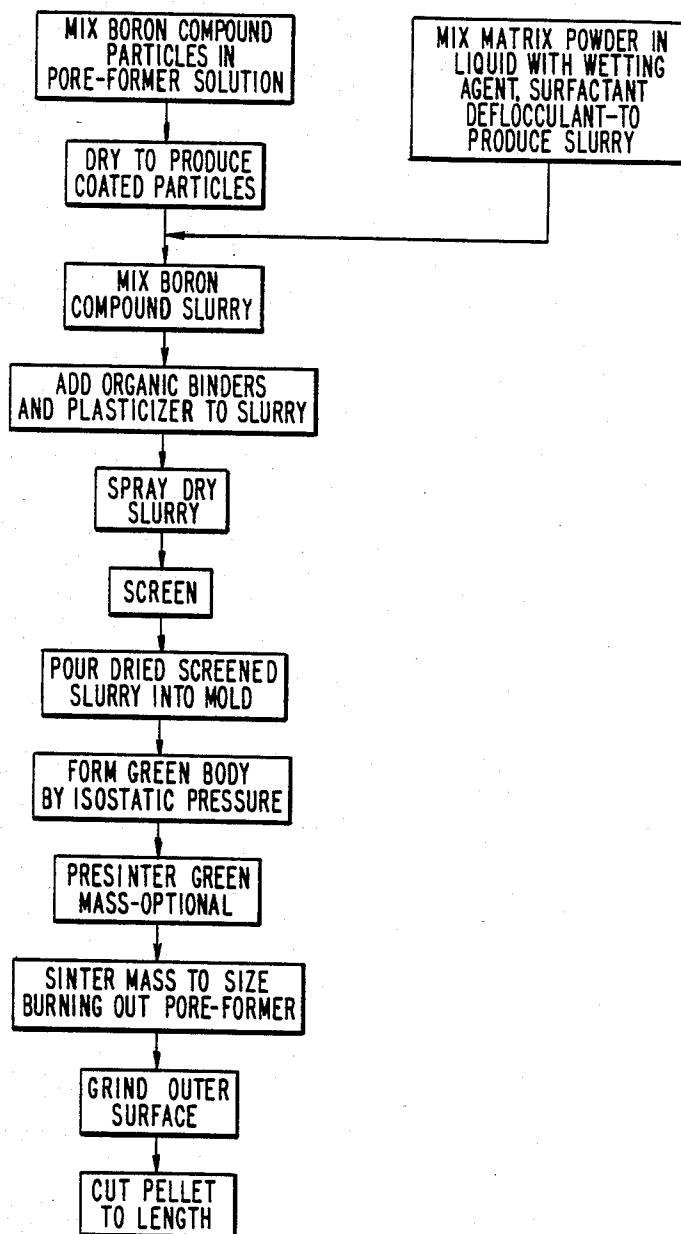 MIX BORON COMPOUND
PARTICLES IN
PORE-FORMER SOLUTION
MIX MATRIX POWDER IN
LIQUID WITH WETTING
AGENT, SURFACTANT
DEFLOCCULANT-TO
PRODUCE SLURRY
DRY TO PRODUCE
COATED PARTICLES
MIX BORON
COMPOUND SLURRY
ADD ORGANIC BINDERS
AND PLASTICIZER TO SLURRY
SPRAY DRY
SLURRY
SCREEN
POUR DRIED SCREENED
SLURRY INTO MOLD
FORM GREEN BODY
BY ISOSTATIC PRESSURE
PRESINTER GREEN
MASS-OPTIONAL
SINTER MASS TO SIZE
BURNING OUT PORE-FORMER
GRIND OUTER
SURFACE
CUT PELLET
TO LENGTH